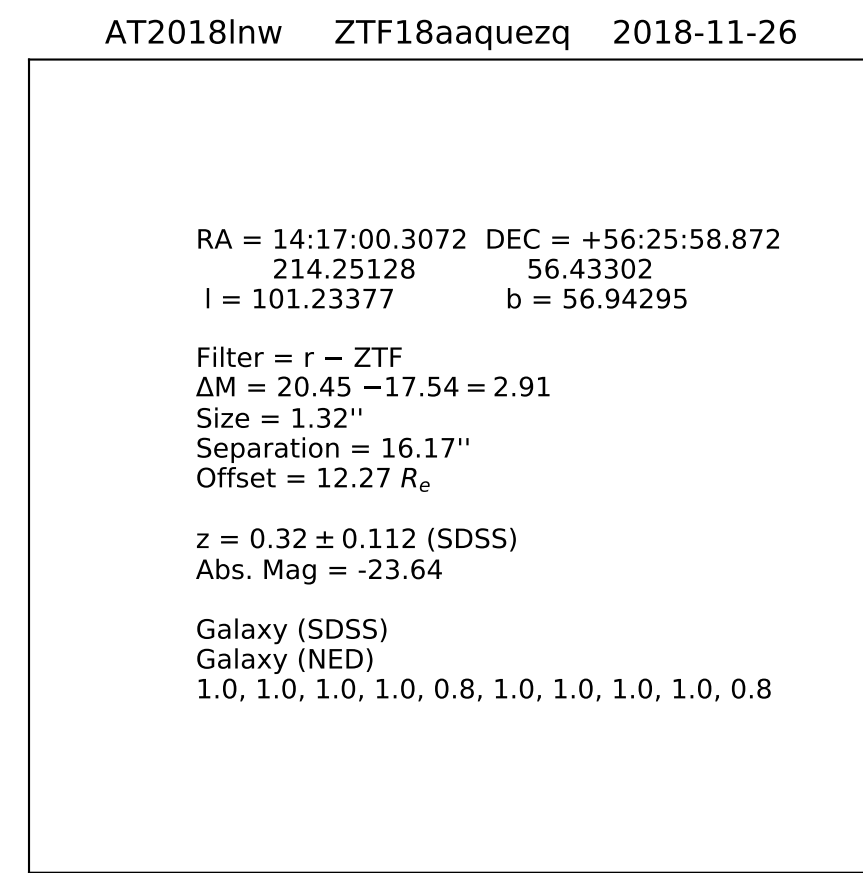 AT2018lnw ZTF18aaquezq 2018-11-26
RA = 14:17:00.3072 DEC = +56:25:58.872
214.25128 56.43302
l = 101.23377 b = 56.94295
Filter = r − ZTF
ΔM = 20.45 −17.54 = 2.91
Size = 1.32''
Separation = 16.17''
Offset = 12.27 Rₑ
z = 0.32 ± 0.112 (SDSS)
Abs. Mag = -23.64
Galaxy (SDSS)
Galaxy (NED)
1.0, 1.0, 1.0, 1.0, 0.8, 1.0, 1.0, 1.0, 1.0, 0.8